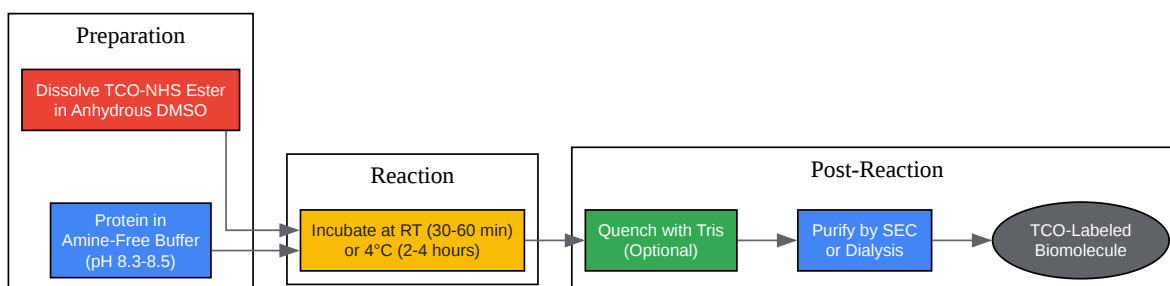 Preparation
Dissolve TCO-NHS Ester
in Anhydrous DMSO
Protein in
Amine-Free Buffer
(pH 8.3-8.5)
Reaction
Incubate at RT (30-60 min)
or 4°C (2-4 hours)
Post-Reaction
Quench with Tris
(Optional)
Purify by SEC
or Dialysis
TCO-Labeled
Biomolecule